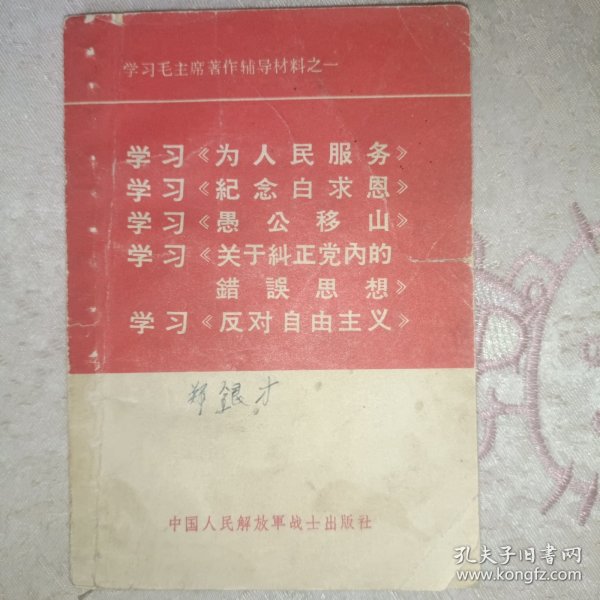 学习毛主席著作辅导材料之一
学习《为人民服务》
学习《紀念白求恩》
学习《愚公移山》
学习《关于糾正党內的
錯誤思想》
学习《反对自由主义》
郑銀才
中国人民解放軍战士出版社
孔夫子旧书网
www.kongfz.com